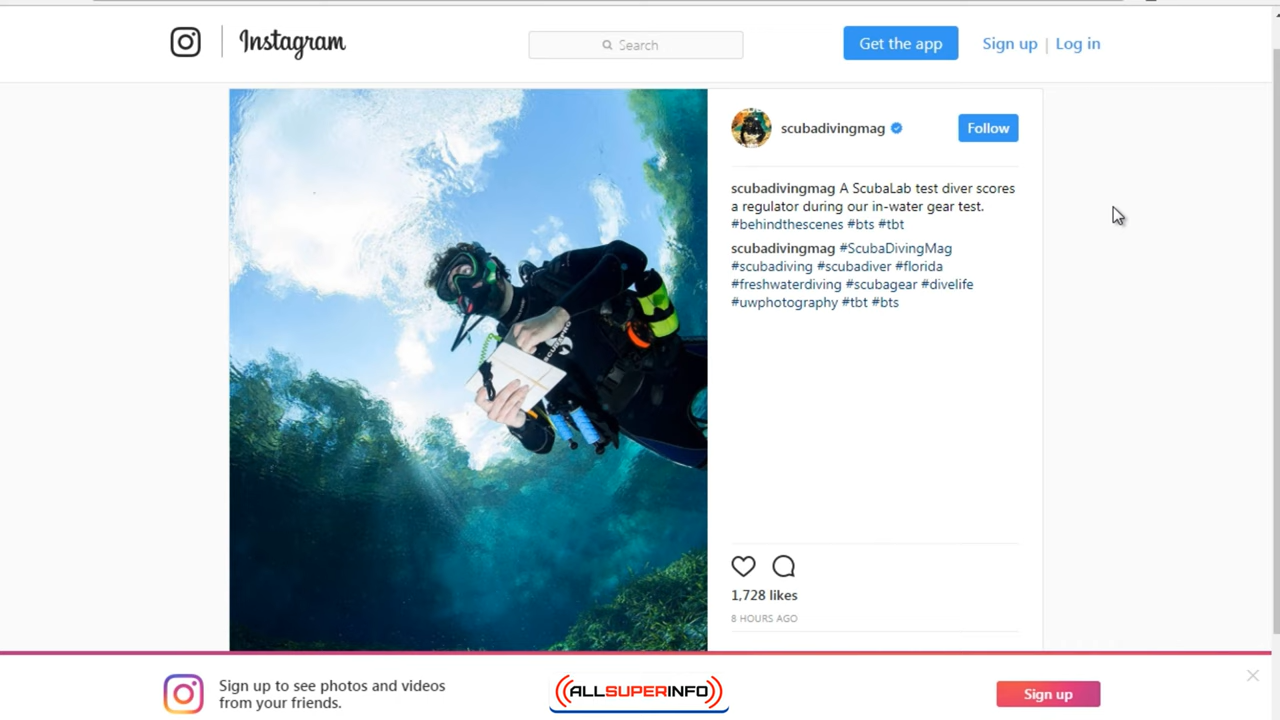 Instagram
Search
Get the app
Sign up | Log in
scubadivingmag
Follow
scubadivingmag A ScubaLab test diver scores
a regulator during our in-water gear test.
#behindthescenes #bts #tbt
scubadivingmag #ScubaDivingMag
#scubadiving #scubadiver #florida
#freshwaterdiving #scubagear #divelife
#uwphotography #tbt #bts
SCUBAPRO
1,728 likes
8 HOURS AGO
Sign up to see photos and videos
from your friends.
ALLSUPERINFO
Sign up